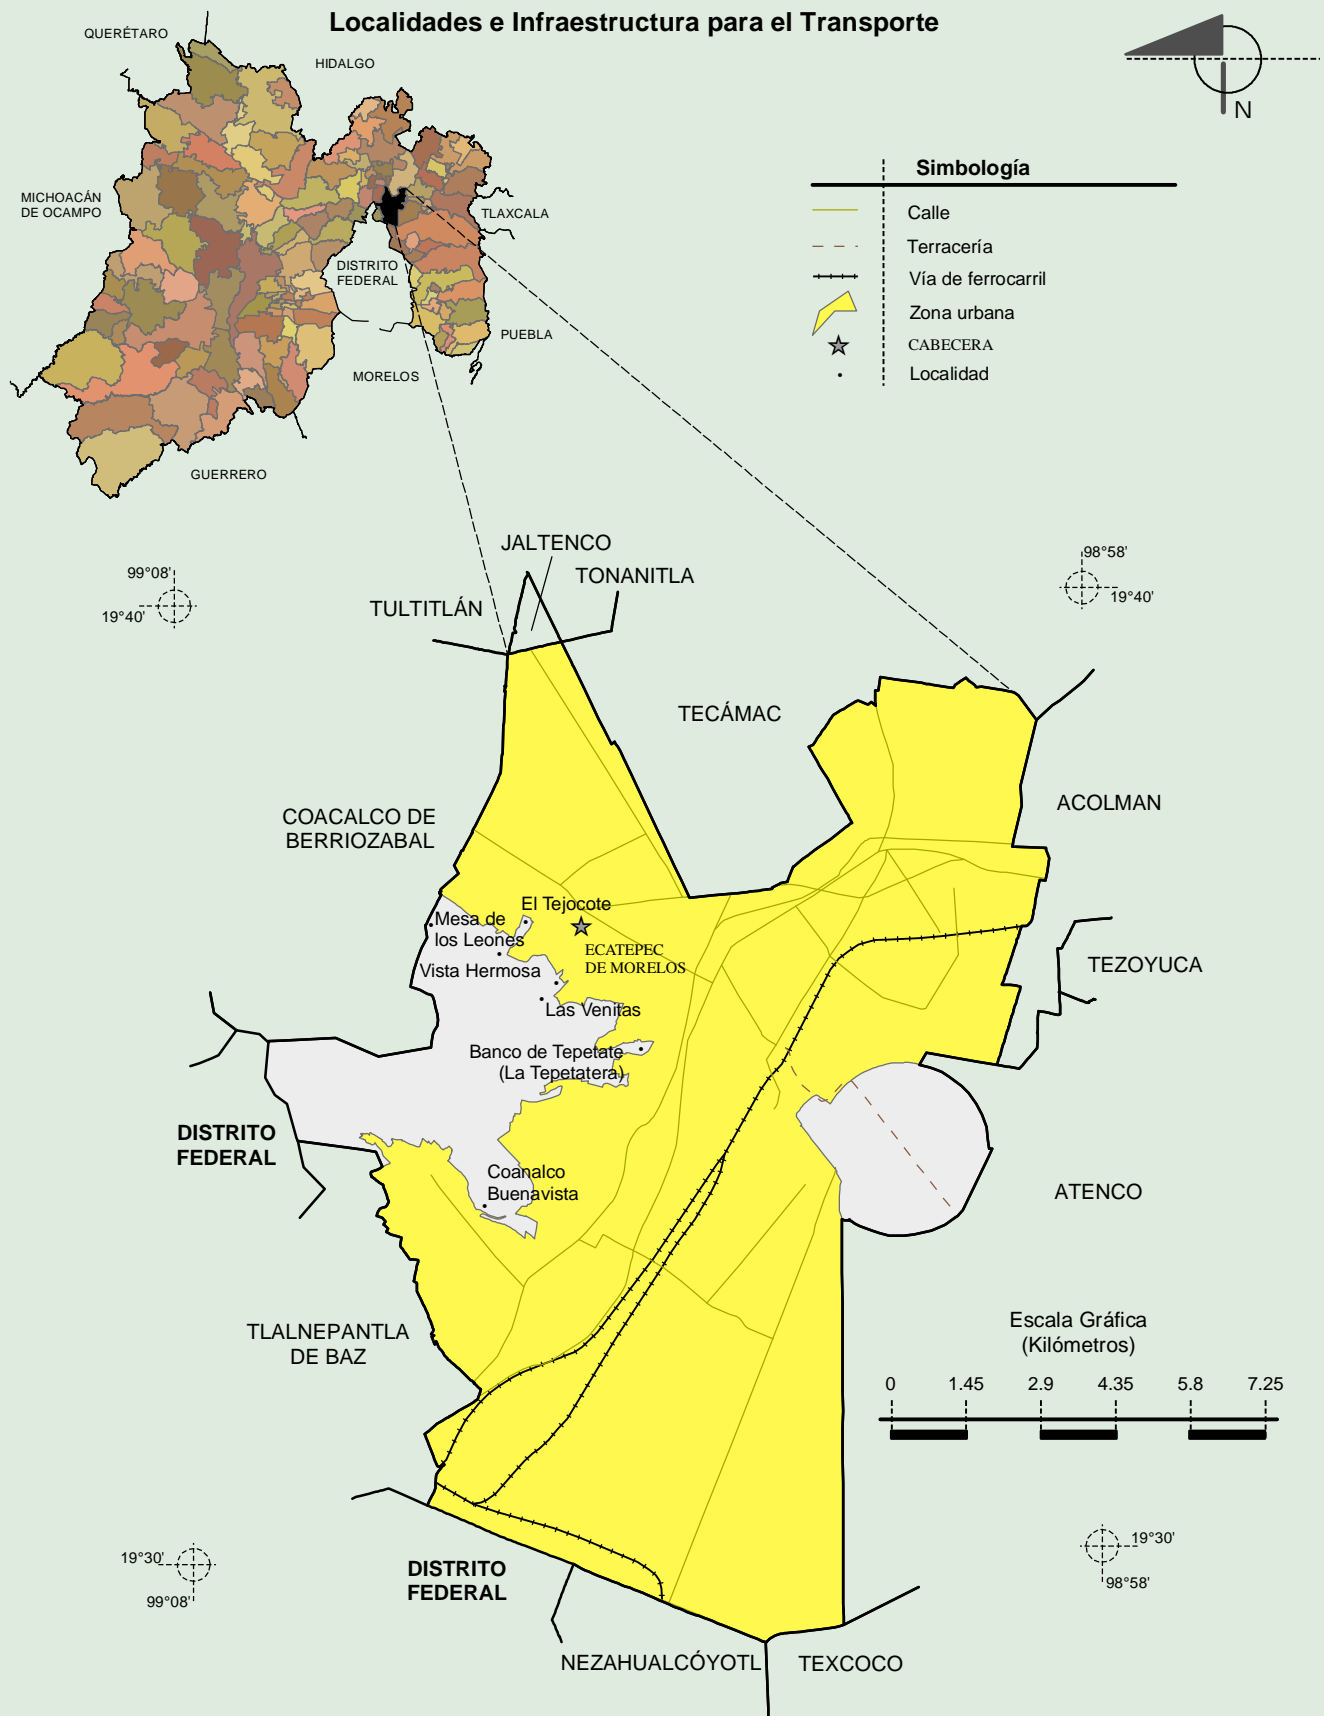 Localidades e Infraestructura para el Transporte
QUERÉTARO
HIDALGO
MICHOACÁN
DE OCAMPO
TLAXCALA
DISTRITO
FEDERAL
PUEBLA
MORELOS
GUERRERO
N
Simbología
Calle
Terracería
Vía de ferrocarril
Zona urbana
CABECERA
Localidad
JALTENCO
TONANITLA
TULTITLÁN
99°08'
19°40'
98°58'
19°40'
TECÁMAC
COACALCO DE
BERRIOZABAL
ACOLMAN
El Tejocote
Mesa de
los Leones
ECATEPEC
DE MORELOS
Vista Hermosa
Las Venitas
TEZOYUCA
Banco de Tepetate
(La Tepetatera)
DISTRITO
FEDERAL
Coanalco
Buenavista
ATENCO
TLALNEPANTLA
DE BAZ
Escala Gráfica
(Kilómetros)
0 1.45 2.9 4.35 5.8 7.25
19°30'
99°08'
19°30'
98°58'
DISTRITO
FEDERAL
NEZAHUALCÓYOTL
TEXCOCO